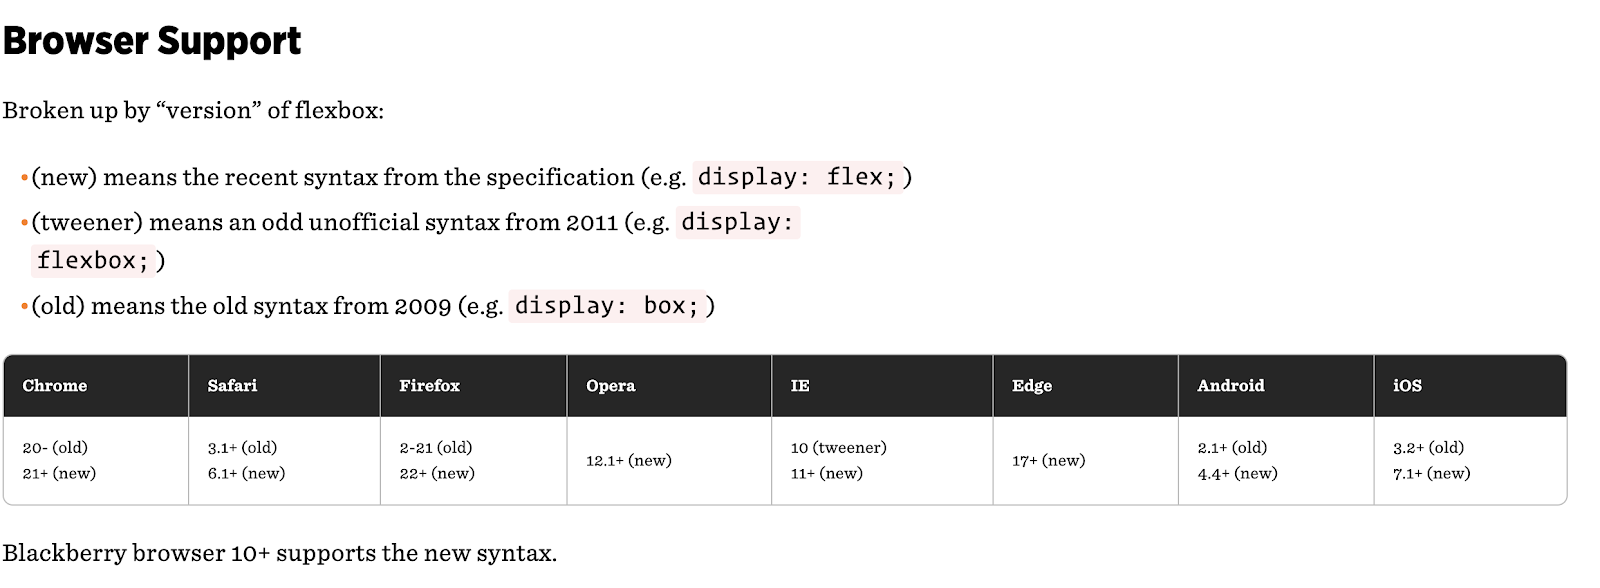 Browser Support
Broken up by “version” of flexbox:
•(new) means the recent syntax from the specification (e.g. display: flex;)
•(tweener) means an odd unofficial syntax from 2011 (e.g. display:
flexbox;)
•(old) means the old syntax from 2009 (e.g. display: box;)
Chrome Safari Firefox Opera IE Edge Android iOS
20- (old) 3.1+ (old) 2-21 (old) 10 (tweener) 2.1+ (old) 3.2+ (old)
12.1+ (new) 17+ (new)
21+ (new) 6.1+ (new) 22+ (new) 11+ (new) 4.4+ (new) 7.1+ (new)
Blackberry browser 10+ supports the new syntax.